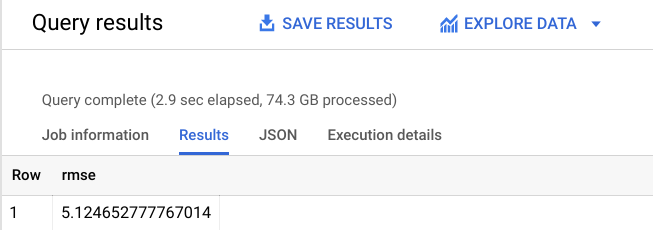 Query results SAVE RESULTS EXPLORE DATA
Query complete (2.9 sec elapsed, 74.3 GB processed)
Job information Results JSON Execution details
Row rmse
1 5.124652777767014